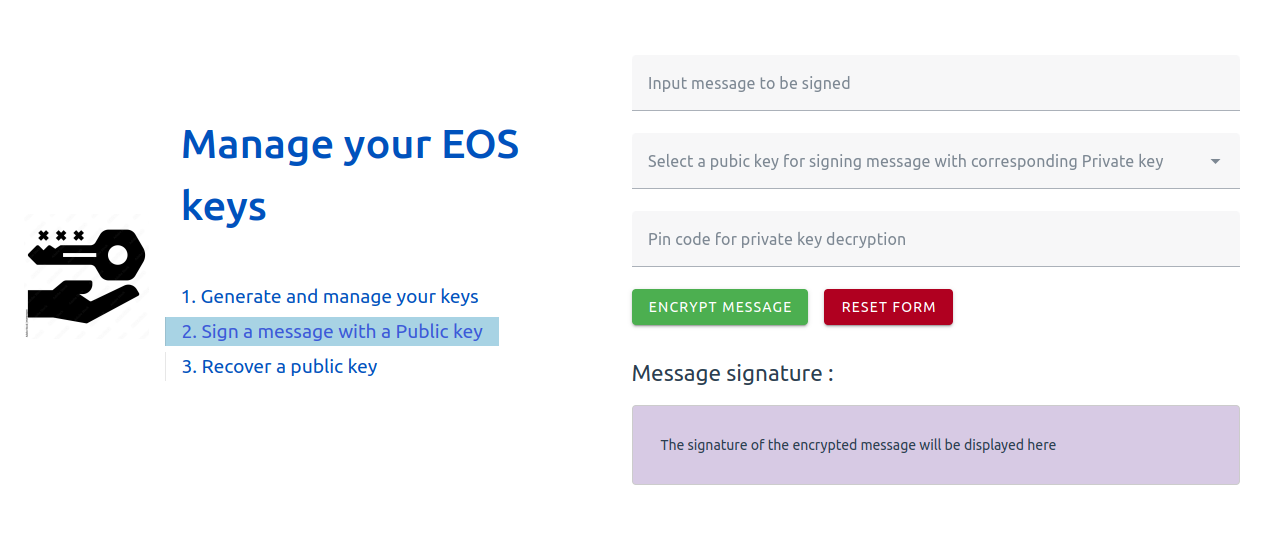 Manage your EOS
keys
1. Generate and manage your keys
2. Sign a message with a Public key
3. Recover a public key
Input message to be signed
Select a pubic key for signing message with corresponding Private key
Pin code for private key decryption
ENCRYPT MESSAGE
RESET FORM
Message signature :
The signature of the encrypted message will be displayed here